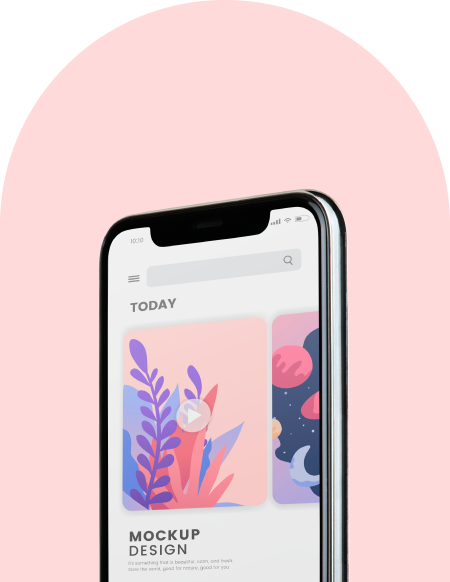 10:10
TODAY
MOCKUP
DESIGN
It's something that is beautiful, calm, and fresh.
Save the world, good for nature, good for you